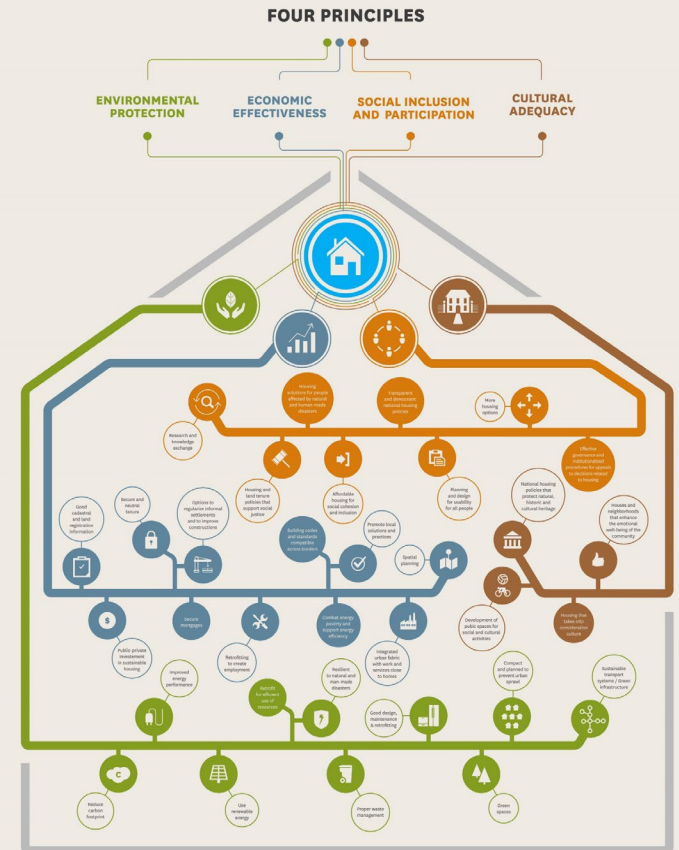 FOUR PRINCIPLES
ENVIRONMENTAL
PROTECTION
ECONOMIC
EFFECTIVENESS
SOCIAL INCLUSION
AND PARTICIPATION
CULTURAL
ADEQUACY
Housing
solutions for people
affected by natural
and human-made
disasters
Transparent
and democratic
national housing
policies
More
housing
options
Research and
knowledge
exchange
Effective
governance and
institutionalized
procedures for appeals
to decisions related
to housing
Housing and
land tenure
policies that
support social
justice
Affordable
housing for
social cohesion
and inclusion
Planning
and design
for usability
for all people
National housing
policies that
protect natural,
historic and
cultural heritage
Houses and
neighborhoods
that enhance
the emotional
well-being of the
community
Good
cadastral
and land
registration
information
Secure and
neutral
tenure
Options to
regularize informal
settlements
and to improve
constructions
Building codes
and standards
compatible
across borders
Promote local
solutions and
practices
Spatial
planning
Public-private
investement
in sustainable
housing
Secure
mortgages
Retrofitting
to create
employment
Combat energy
poverty and
support energy
efficiency
Integrated
urban fabric
with work and
services close
to homes
Development of
pubic spaces for
social and cultural
activities
Housing that
takes into
consideration
culture
Improved
energy
performance
Retrofit
for efficient
use of
resources
Resilient
to natural and
man-made
disasters
Good design,
maintenance
& retrofitting
Compact
and planned to
prevent urban
sprawl
Sustainable
transport
systems / Green
infrastructure
C
$
Reduce
carbon
footprint
Use
renewable
energy
Proper waste
management
Green
spaces